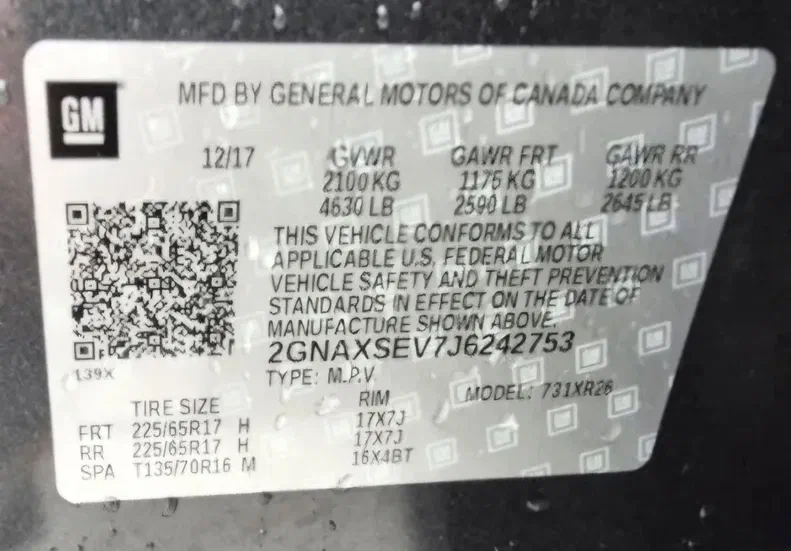 GM
MFD BY GENERAL MOTORS OF CANADA COMPANY
12/17 GVWR GAWR FRT GAWR RR
2100 KG 1175 KG 1200 KG
4630 LB 2590 LB 2645 LB
THIS VEHICLE CONFORMS TO ALL
APPLICABLE U.S. FEDERAL MOTOR
VEHICLE SAFETY AND THEFT PREVENTION
STANDARDS IN EFFECT ON THE DATE OF
MANUFACTURE SHOWN ABOVE.
2GNAXSEV7J6242753
139X
TYPE: M.P.V MODEL: 731XR26
TIRE SIZE RIM
FRT 225/65R17 H 17X7J
RR 225/65R17 H 17X7J
SPA T135/70R16 M 16X4BT